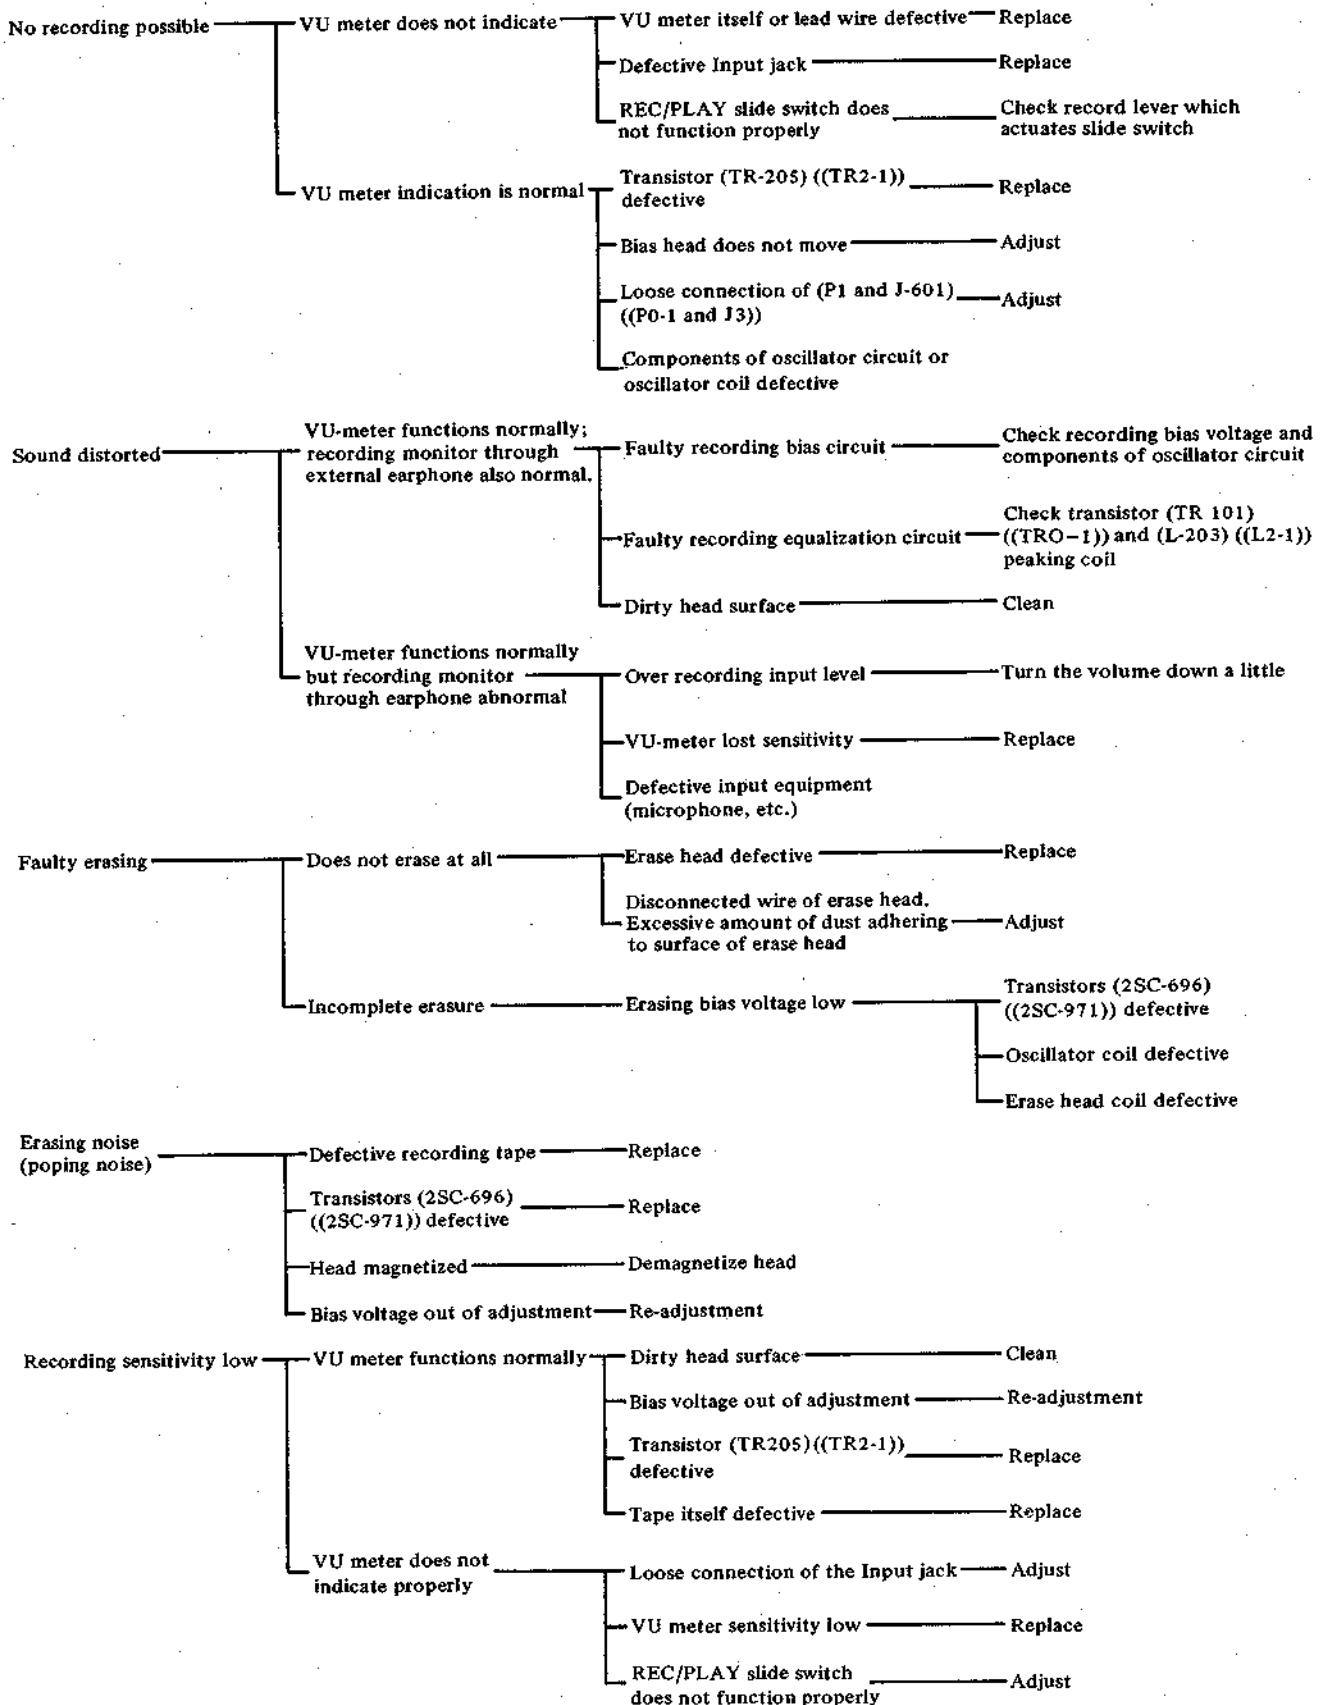 No recording possible
VU meter does not indicate
VU meter itself or lead wire defective
Replace
Defective Input jack
Replace
REC/PLAY slide switch does
not function properly
Check record lever which
actuates slide switch
VU meter indication is normal
Transistor (TR-205) ((TR2-1))
defective
Replace
Bias head does not move
Adjust
Loose connection of (P1 and J-601)
((P0-1 and J3))
Adjust
Components of oscillator circuit or
oscillator coil defective
Sound distorted
VU-meter functions normally;
recording monitor through
external earphone also normal.
Faulty recording bias circuit
Check recording bias voltage and
components of oscillator circuit
Faulty recording equalization circuit
Check transistor (TR 101)
((TRO-1)) and (L-203) ((L2-1))
peaking coil
Dirty head surface
Clean
VU-meter functions normally
but recording monitor
through earphone abnormal
Over recording input level
Turn the volume down a little
VU-meter lost sensitivity
Replace
Defective input equipment
(microphone, etc.)
Faulty erasing
Does not erase at all
Erase head defective
Replace
Disconnected wire of erase head.
Excessive amount of dust adhering
to surface of erase head
Adjust
Incomplete erasure
Erasing bias voltage low
Transistors (2SC-696)
((2SC-971)) defective
Oscillator coil defective
Erase head coil defective
Erasing noise
(poping noise)
Defective recording tape
Replace
Transistors (2SC-696)
((2SC-971)) defective
Replace
Head magnetized
Demagnetize head
Bias voltage out of adjustment
Re-adjustment
Recording sensitivity low
VU meter functions normally
Dirty head surface
Clean
Bias voltage out of adjustment
Re-adjustment
Transistor (TR205) ((TR2-1))
defective
Replace
Tape itself defective
Replace
VU meter does not
indicate properly
Loose connection of the Input jack
Adjust
VU meter sensitivity low
Replace
REC/PLAY slide switch
does not function properly
Adjust